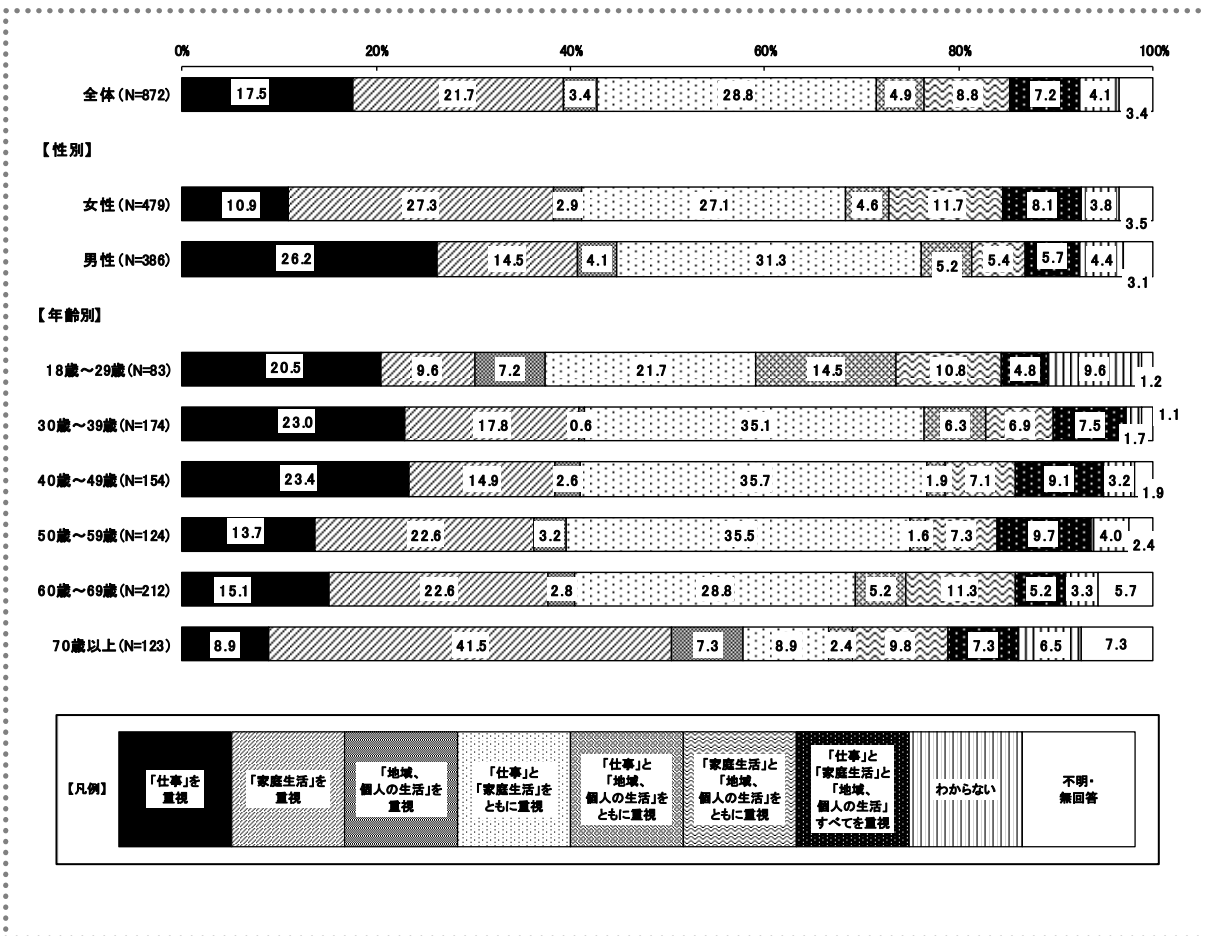 0% 20% 40% 60% 80% 100%
全体(N=872) 17.5 21.7 3.4 28.8 4.9 8.8 7.2 4.1 3.4
【性別】
女性(N=479) 10.9 27.3 2.9 27.1 4.6 11.7 8.1 3.8 3.5
男性(N=386) 26.2 14.5 4.1 31.3 5.2 5.4 5.7 4.4 3.1
【年齢別】
18歳～29歳(N=83) 20.5 9.6 7.2 21.7 14.5 10.8 4.8 9.6 1.2
30歳～39歳(N=174) 23.0 17.8 0.6 35.1 6.3 6.9 7.5 1.7 1.1
40歳～49歳(N=154) 23.4 14.9 2.6 35.7 1.9 7.1 9.1 3.2 1.9
50歳～59歳(N=124) 13.7 22.6 3.2 35.5 1.6 7.3 9.7 4.0 2.4
60歳～69歳(N=212) 15.1 22.6 2.8 28.8 5.2 11.3 5.2 3.3 5.7
70歳以上(N=123) 8.9 41.5 7.3 8.9 2.4 9.8 7.3 6.5 7.3
【凡例】
「仕事」を
重視
「家庭生活」を
重視
「地域、
個人の生活」を
重視
「仕事」と
「家庭生活」を
ともに重視
「仕事」と
「地域、
個人の生活」を
ともに重視
「家庭生活」と
「地域、
個人の生活」を
ともに重視
「仕事」と
「家庭生活」と
「地域、
個人の生活」
すべてを重視
わからない
不明・
無回答